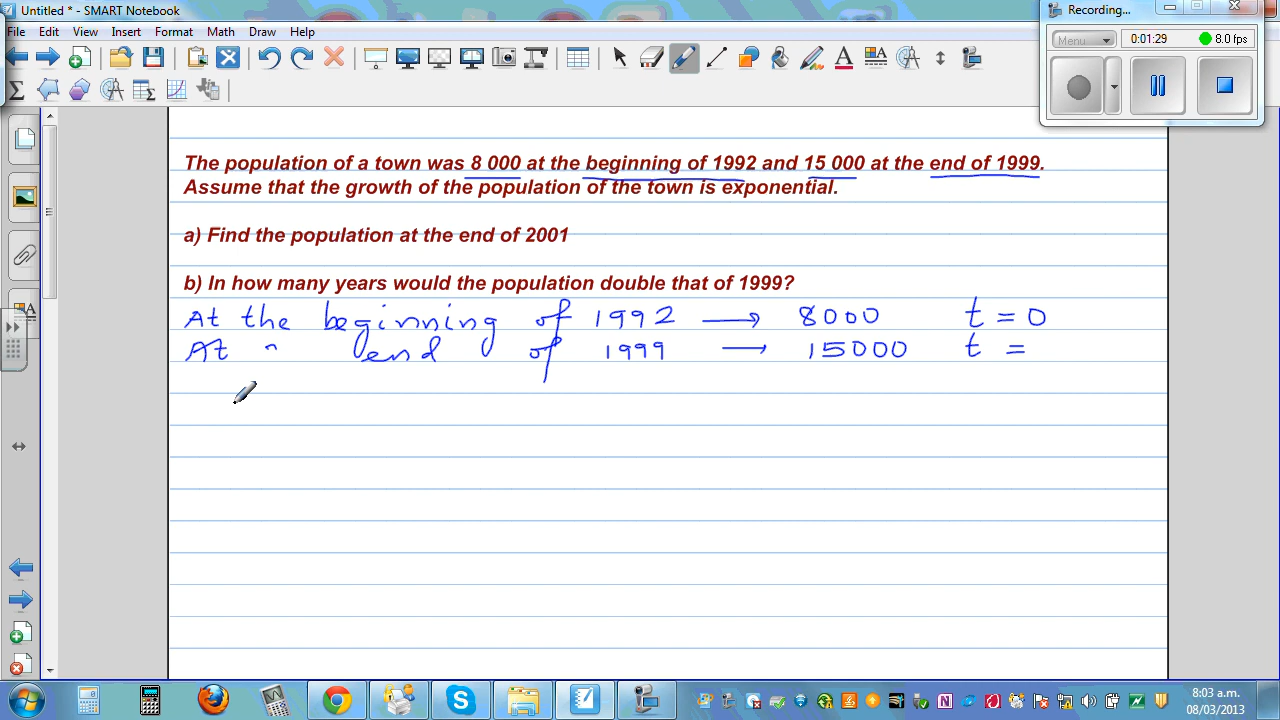 Untitled * - SMART Notebook
File Edit View Insert Format Math Draw Help
Recording...
Menu 0:01:29 8.0 fps
The population of a town was 8 000 at the beginning of 1992 and 15 000 at the end of 1999.
Assume that the growth of the population of the town is exponential.
a) Find the population at the end of 2001
b) In how many years would the population double that of 1999?
At the beginning of 1992 → 8000 t = 0
At " end of 1999 → 15000 t =
8:03 a.m.
08/03/2013